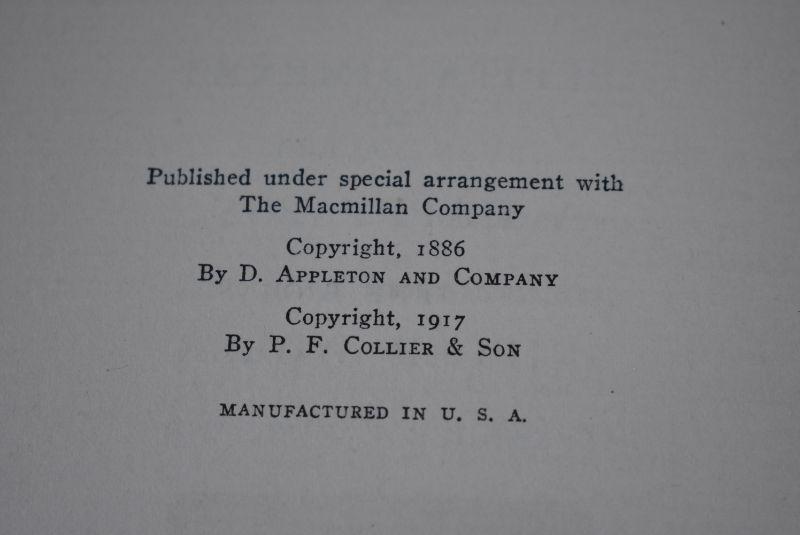 Published under special arrangement with
The Macmillan Company
Copyright, 1886
By D. Appleton and Company
Copyright, 1917
By P. F. Collier & Son
MANUFACTURED IN U. S. A.